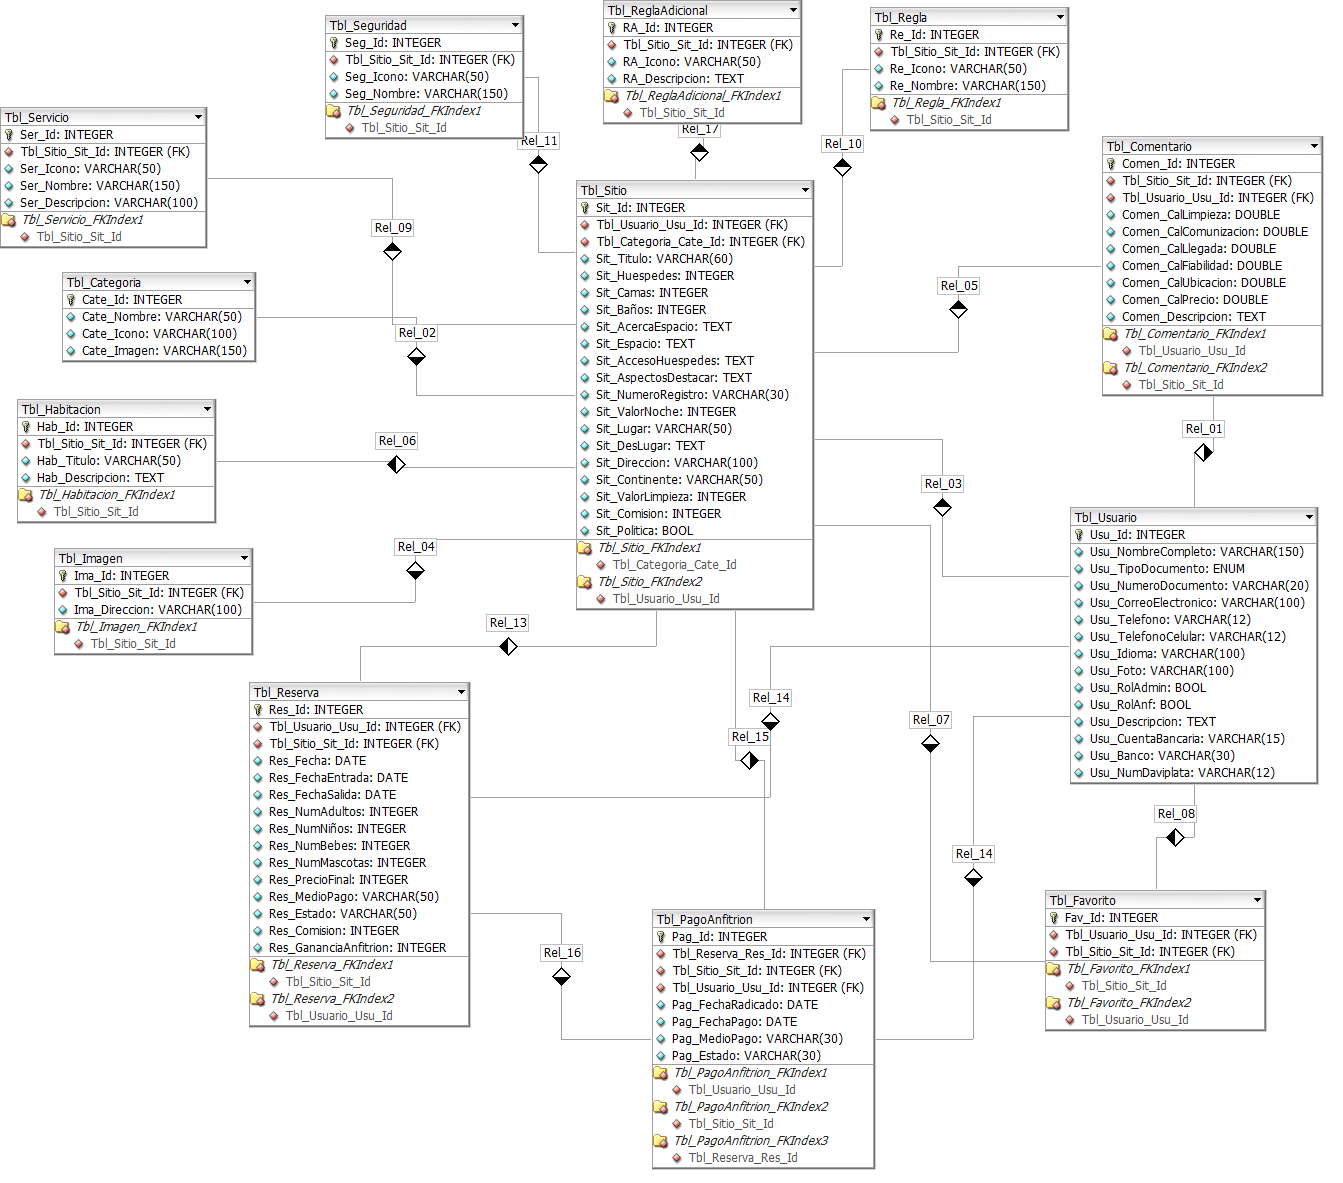 Tbl_Seguridad
Seg_Id: INTEGER
Tbl_Sitio_Sit_Id: INTEGER (FK)
Seg_Icono: VARCHAR(50)
Seg_Nombre: VARCHAR(150)
Tbl_Seguridad_FKIndex1
Tbl_Sitio_Sit_Id
Tbl_ReglaAdicional
RA_Id: INTEGER
Tbl_Sitio_Sit_Id: INTEGER (FK)
RA_Icono: VARCHAR(50)
RA_Descripcion: TEXT
Tbl_ReglaAdicional_FKIndex1
Tbl_Sitio_Sit_Id
Tbl_Regla
Re_Id: INTEGER
Tbl_Sitio_Sit_Id: INTEGER (FK)
Re_Icono: VARCHAR(50)
Re_Nombre: VARCHAR(150)
Tbl_Regla_FKIndex1
Tbl_Sitio_Sit_Id
Rel_11
Rel_17
Rel_10
Tbl_Servicio
Ser_Id: INTEGER
Tbl_Sitio_Sit_Id: INTEGER (FK)
Ser_Icono: VARCHAR(50)
Ser_Nombre: VARCHAR(150)
Ser_Descripcion: VARCHAR(100)
Tbl_Servicio_FKIndex1
Tbl_Sitio_Sit_Id
Rel_09
Tbl_Categoria
Cate_Id: INTEGER
Cate_Nombre: VARCHAR(50)
Cate_Icono: VARCHAR(100)
Cate_Imagen: VARCHAR(150)
Rel_02
Tbl_Habitacion
Hab_Id: INTEGER
Tbl_Sitio_Sit_Id: INTEGER (FK)
Hab_Titulo: VARCHAR(50)
Hab_Descripcion: TEXT
Tbl_Habitacion_FKIndex1
Tbl_Sitio_Sit_Id
Rel_06
Tbl_Imagen
Ima_Id: INTEGER
Tbl_Sitio_Sit_Id: INTEGER (FK)
Ima_Direccion: VARCHAR(100)
Tbl_Imagen_FKIndex1
Tbl_Sitio_Sit_Id
Rel_04
Tbl_Sitio
Sit_Id: INTEGER
Tbl_Usuario_Usu_Id: INTEGER (FK)
Tbl_Categoria_Cate_Id: INTEGER (FK)
Sit_Titulo: VARCHAR(60)
Sit_Huespedes: INTEGER
Sit_Camas: INTEGER
Sit_Baños: INTEGER
Sit_AcercaEspacio: TEXT
Sit_Espacio: TEXT
Sit_AccesoHuespedes: TEXT
Sit_AspectosDestacar: TEXT
Sit_NumeroRegistro: VARCHAR(30)
Sit_ValorNoche: INTEGER
Sit_Lugar: VARCHAR(50)
Sit_DesLugar: TEXT
Sit_Direccion: VARCHAR(100)
Sit_Continente: VARCHAR(50)
Sit_ValorLimpieza: INTEGER
Sit_Comision: INTEGER
Sit_Politica: BOOL
Tbl_Sitio_FKIndex1
Tbl_Categoria_Cate_Id
Tbl_Sitio_FKIndex2
Tbl_Usuario_Usu_Id
Tbl_Comentario
Comen_Id: INTEGER
Tbl_Sitio_Sit_Id: INTEGER (FK)
Tbl_Usuario_Usu_Id: INTEGER (FK)
Comen_CalLimpieza: DOUBLE
Comen_CalComunizacion: DOUBLE
Comen_CalLlegada: DOUBLE
Comen_CalFiabilidad: DOUBLE
Comen_CalUbicacion: DOUBLE
Comen_CalPrecio: DOUBLE
Comen_Descripcion: TEXT
Tbl_Comentario_FKIndex1
Tbl_Usuario_Usu_Id
Tbl_Comentario_FKIndex2
Tbl_Sitio_Sit_Id
Rel_05
Rel_01
Rel_03
Tbl_Usuario
Usu_Id: INTEGER
Usu_NombreCompleto: VARCHAR(150)
Usu_TipoDocumento: ENUM
Usu_NumeroDocumento: VARCHAR(20)
Usu_CorreoElectronico: VARCHAR(100)
Usu_Telefono: VARCHAR(12)
Usu_TelefonoCelular: VARCHAR(12)
Usu_Idioma: VARCHAR(100)
Usu_Foto: VARCHAR(100)
Usu_RolAdmin: BOOL
Usu_RolAnf: BOOL
Usu_Descripcion: TEXT
Usu_CuentaBancaria: VARCHAR(15)
Usu_Banco: VARCHAR(30)
Usu_NumDaviplata: VARCHAR(12)
Rel_13
Rel_14
Rel_15
Rel_07
Rel_08
Rel_14
Rel_16
Tbl_Reserva
Res_Id: INTEGER
Tbl_Usuario_Usu_Id: INTEGER (FK)
Tbl_Sitio_Sit_Id: INTEGER (FK)
Res_Fecha: DATE
Res_FechaEntrada: DATE
Res_FechaSalida: DATE
Res_NumAdultos: INTEGER
Res_NumNiños: INTEGER
Res_NumBebes: INTEGER
Res_NumMascotas: INTEGER
Res_PrecioFinal: INTEGER
Res_MedioPago: VARCHAR(50)
Res_Estado: VARCHAR(50)
Res_Comision: INTEGER
Res_GananciaAnfitrion: INTEGER
Tbl_Reserva_FKIndex1
Tbl_Sitio_Sit_Id
Tbl_Reserva_FKIndex2
Tbl_Usuario_Usu_Id
Tbl_PagoAnfitrion
Pag_Id: INTEGER
Tbl_Reserva_Res_Id: INTEGER (FK)
Tbl_Sitio_Sit_Id: INTEGER (FK)
Tbl_Usuario_Usu_Id: INTEGER (FK)
Pag_FechaRadicado: DATE
Pag_FechaPago: DATE
Pag_MedioPago: VARCHAR(30)
Pag_Estado: VARCHAR(30)
Tbl_PagoAnfitrion_FKIndex1
Tbl_Usuario_Usu_Id
Tbl_PagoAnfitrion_FKIndex2
Tbl_Sitio_Sit_Id
Tbl_PagoAnfitrion_FKIndex3
Tbl_Reserva_Res_Id
Tbl_Favorito
Fav_Id: INTEGER
Tbl_Usuario_Usu_Id: INTEGER (FK)
Tbl_Sitio_Sit_Id: INTEGER (FK)
Tbl_Favorito_FKIndex1
Tbl_Sitio_Sit_Id
Tbl_Favorito_FKIndex2
Tbl_Usuario_Usu_Id